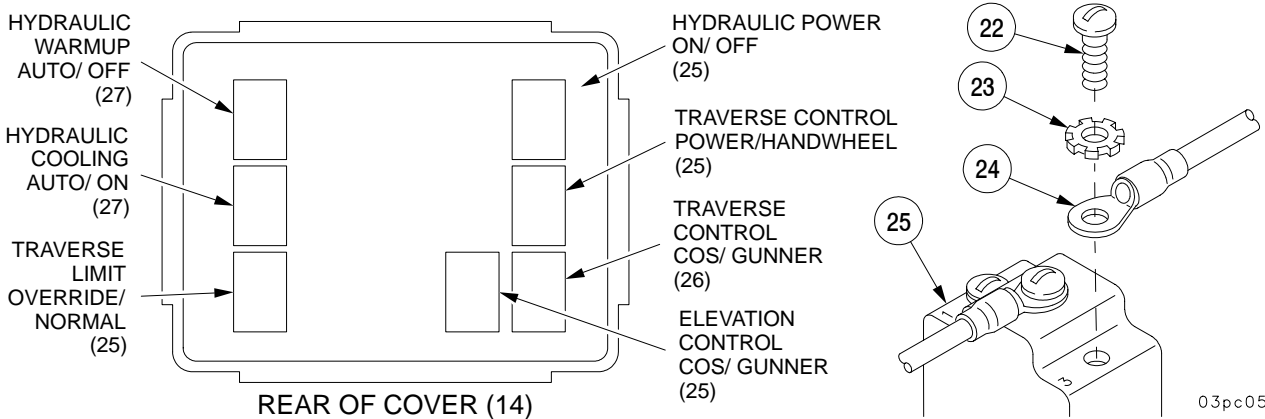 HYDRAULIC
WARMUP
AUTO/ OFF
(27)
HYDRAULIC
COOLING
AUTO/ ON
(27)
TRAVERSE
LIMIT
OVERRIDE/
NORMAL
(25)
HYDRAULIC POWER
ON/ OFF
(25)
TRAVERSE CONTROL
POWER/HANDWHEEL
(25)
TRAVERSE
CONTROL
COS/ GUNNER
(26)
ELEVATION
CONTROL
COS/ GUNNER
(25)
REAR OF COVER (14)
22
23
24
25
1
3
03pc05